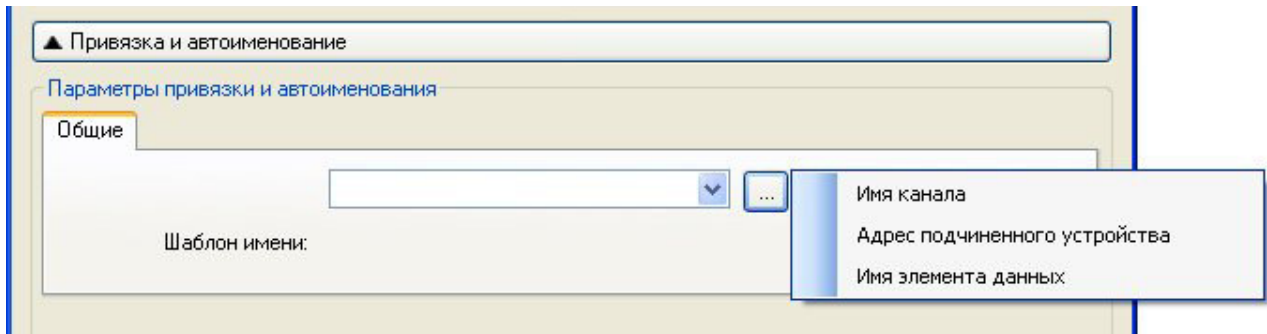 ▲ Привязка и автоименование
Параметры привязки и автоименования
Общие
...
Имя канала
Адрес подчиненного устройства
Имя элемента данных
Шаблон имени: